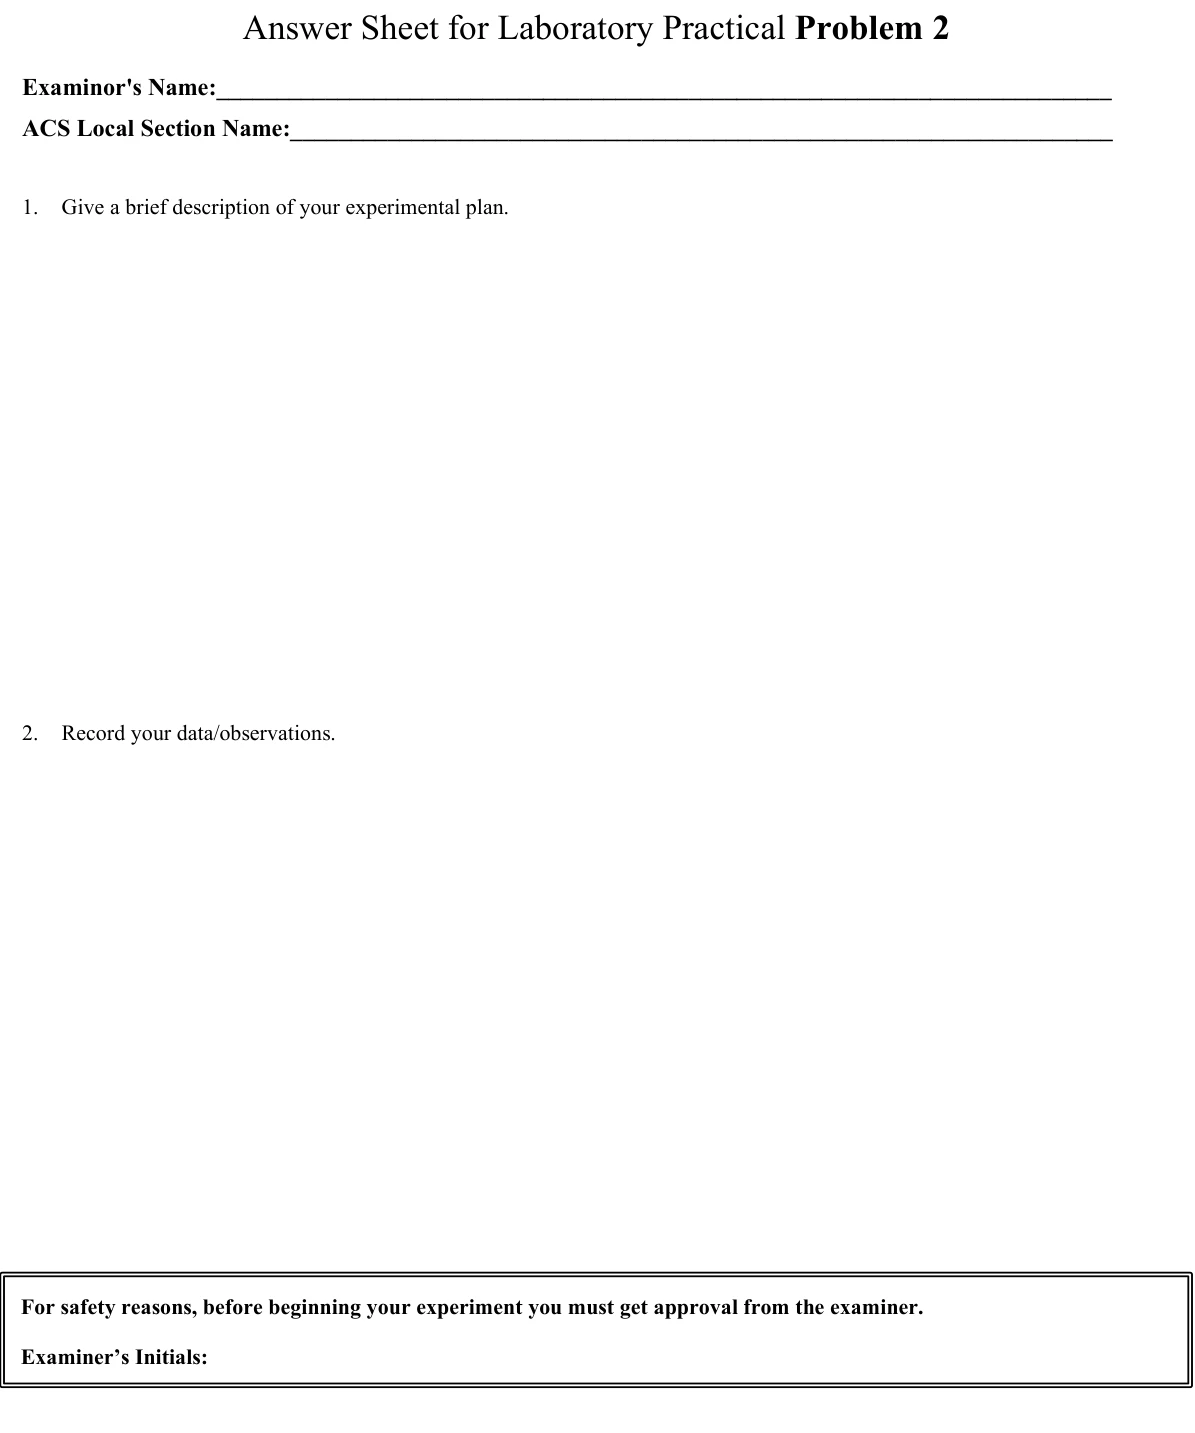 Answer Sheet for Laboratory Practical Problem 2
Examinor's Name:
ACS Local Section Name:
1. Give a brief description of your experimental plan.
2. Record your data/observations.
For safety reasons, before beginning your experiment you must get approval from the examiner.
Examiner’s Initials: